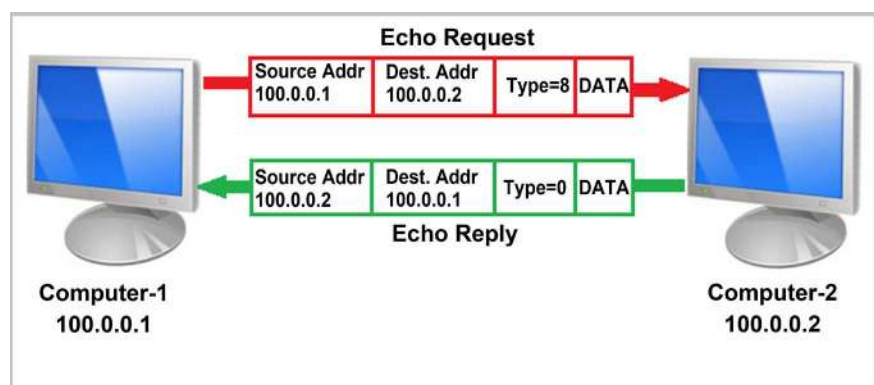 Echo Request
Source Addr
100.0.0.1
Dest. Addr
100.0.0.2
Type=8
DATA
Source Addr
100.0.0.2
Dest. Addr
100.0.0.1
Type=0
DATA
Echo Reply
Computer-1
100.0.0.1
Computer-2
100.0.0.2